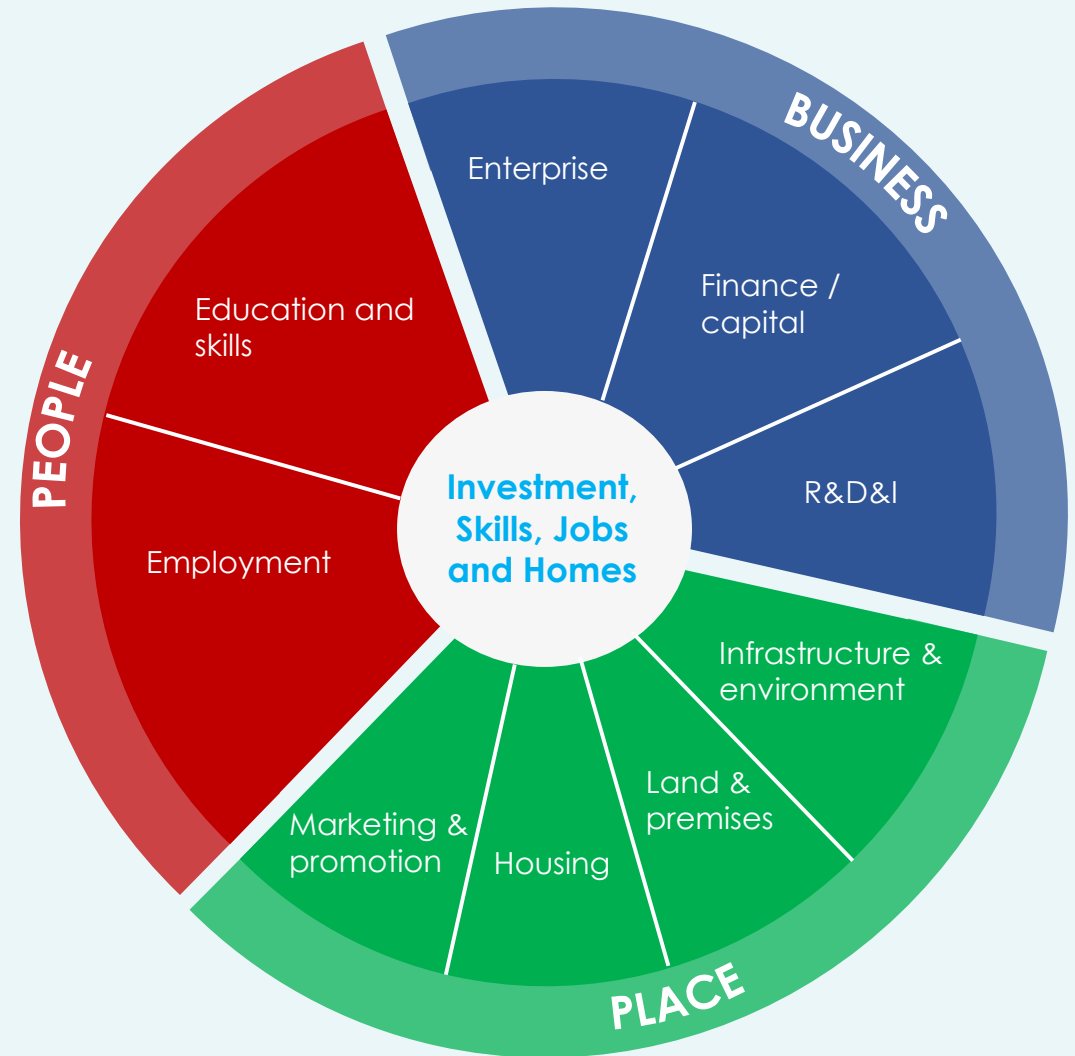 BUSINESS
Enterprise
Finance /
capital
R&D&I
PEOPLE
Education and
skills
Employment
Investment,
Skills, Jobs
and Homes
Infrastructure &
environment
Land &
premises
Housing
Marketing &
promotion
PLACE